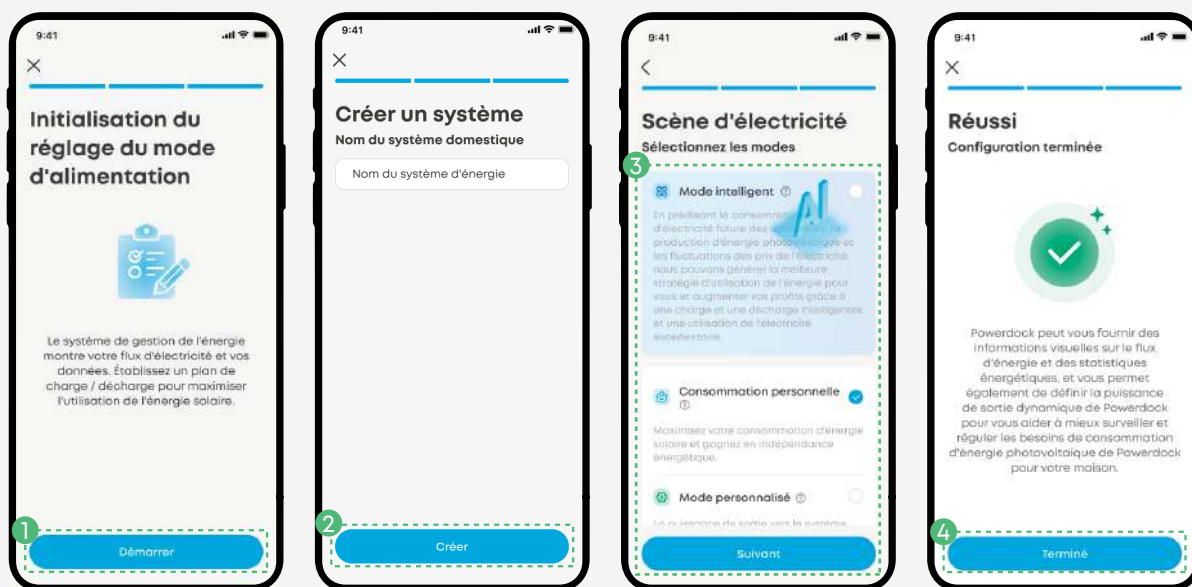 9:41
Initialisation du
réglage du mode
d'alimentation
Le système de gestion de l'énergie
montre votre flux d'électricité et vos
données. Établissez un plan de
charge / décharge pour maximiser
l'utilisation de l'énergie solaire.
1
Démarrer
9:41
Créer un système
Nom du système domestique
Nom du système d'énergie
2
Créer
9:41
Scène d'électricité
Sélectionnez les modes
3
Mode intelligent
AI
En prédisant la consommation
d'électricité future des
production d'énergie photovoltaïque et
les fluctuations des prix de l'électricité,
nous pouvons générer la meilleure
stratégie d'utilisation de l'énergie pour
vous et augmenter vos profits grâce à
une charge et une décharge intelligentes
et une utilisation de l'électricité
excédentaire.
Consommation personnelle
Maximisez votre consommation d'énergie
solaire et gagnez en indépendance
énergétique.
Mode personnalisé
La puissance de sortie vers le système
Suivant
9:41
Réussi
Configuration terminée
Powerdock peut vous fournir des
informations visuelles sur le flux
d'énergie et des statistiques
énergétiques, et vous permet
également de définir la puissance
de sortie dynamique de Powerdock
pour vous aider à mieux surveiller et
réguler les besoins de consommation
d'énergie photovoltaïque de Powerdock
pour votre maison.
4
Terminé